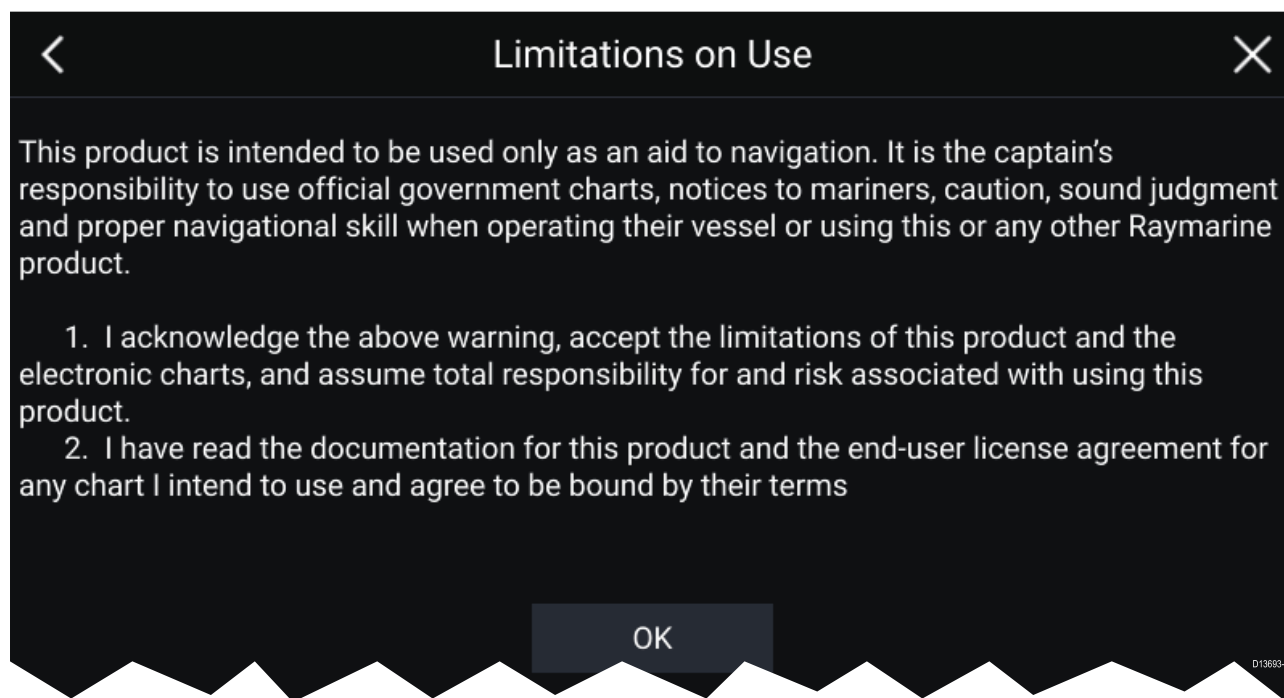 Limitations on Use
This product is intended to be used only as an aid to navigation. It is the captain’s
responsibility to use official government charts, notices to mariners, caution, sound judgment
and proper navigational skill when operating their vessel or using this or any other Raymarine
product.
1. I acknowledge the above warning, accept the limitations of this product and the
electronic charts, and assume total responsibility for and risk associated with using this
product.
2. I have read the documentation for this product and the end-user license agreement for
any chart I intend to use and agree to be bound by their terms
OK
D13693-